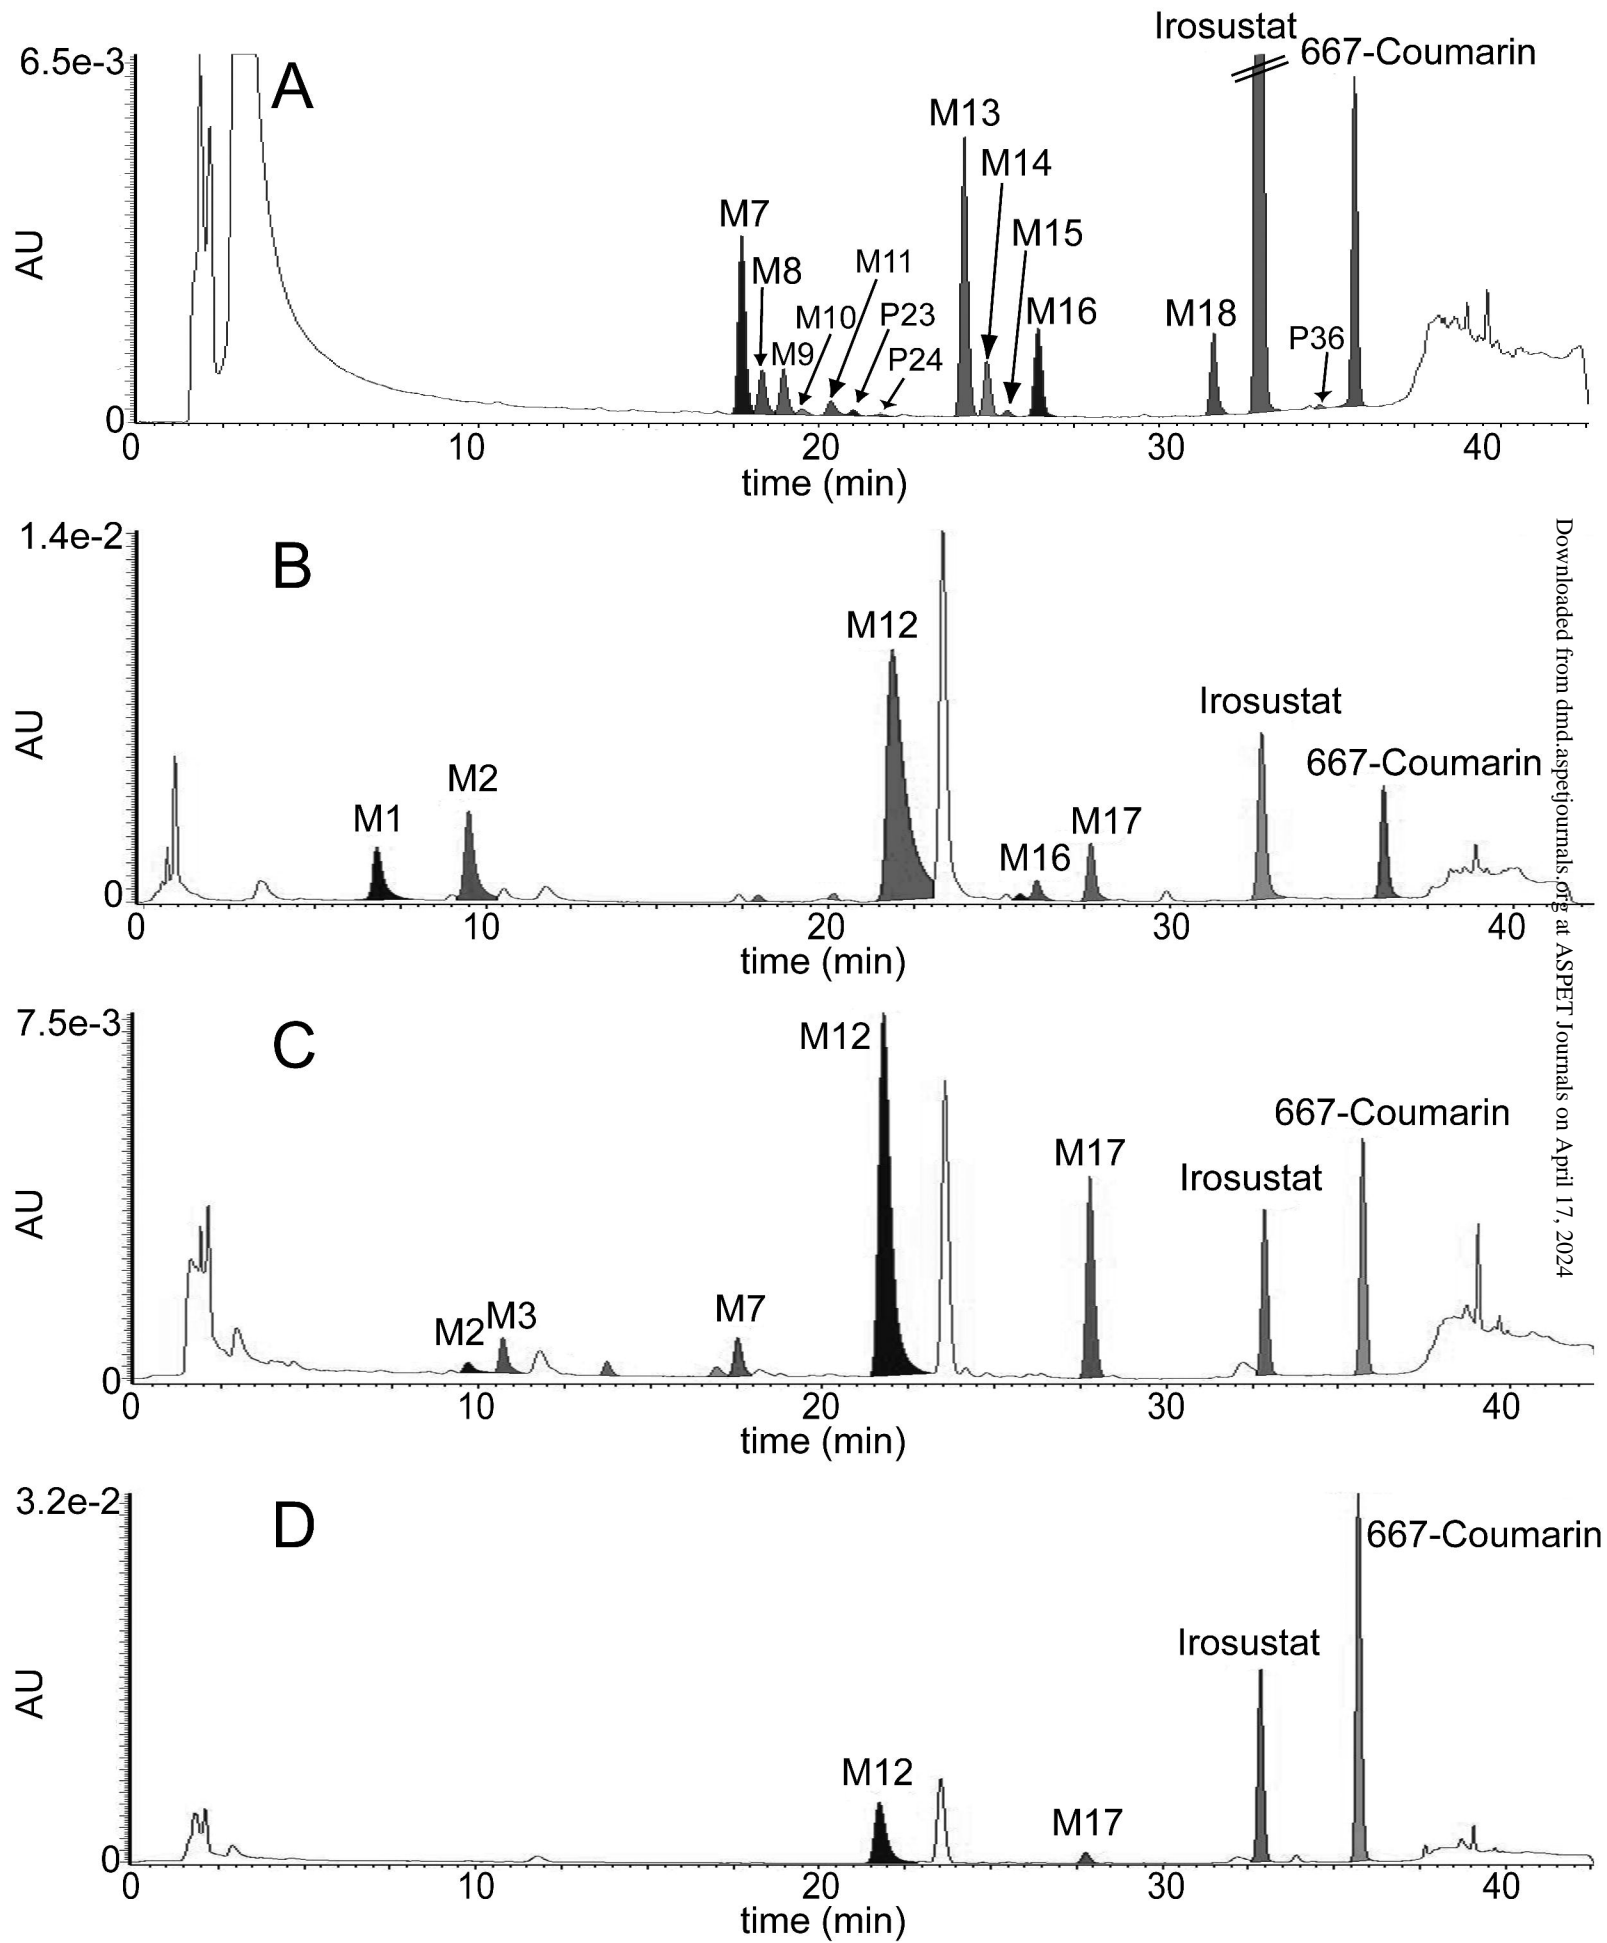 Irosustat
667-Coumarin
6.5e-3
A
M13
M14
M7
M15
M8
M11
M10
P23
M16
M18
M9
P24
P36
AU
0
0 10 20 30 40
time (min)
1.4e-2
B
M12
Irosustat
667-Coumarin
M2
M1
M17
M16
AU
0
0 10 20 30 40
time (min)
Downloaded from dmd.aspetjournals.org at ASPET Journals on April 17, 2024
7.5e-3
C
M12
667-Coumarin
M17
Irosustat
M2
M3
M7
AU
0
0 10 20 30 40
time (min)
3.2e-2
D
667-Coumarin
Irosustat
M12
M17
AU
0
0 10 20 30 40
time (min)